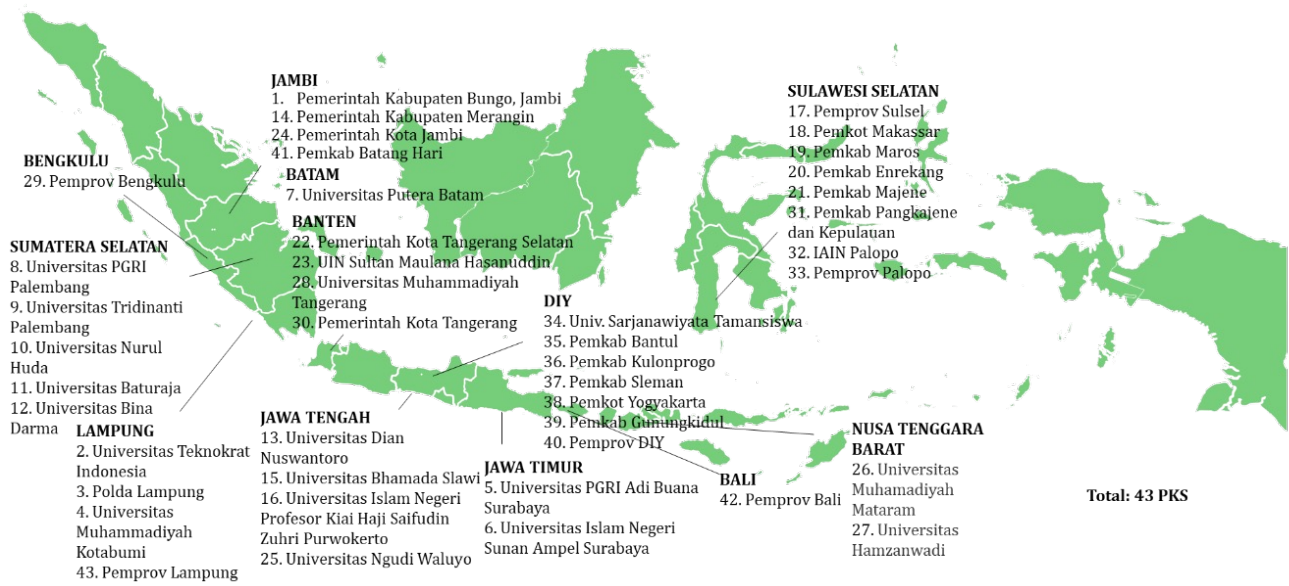 JAMBI
1. Pemerintah Kabupaten Bungo, Jambi
14. Pemerintah Kabupaten Merangin
24. Pemerintah Kota Jambi
41. Pemkab Batang Hari
BATAM
7. Universitas Putera Batam
BENGKULU
29. Pemprov Bengkulu
BANTEN
22. Pemerintah Kota Tangerang Selatan
23. UIN Sultan Maulana Hasanuddin
28. Universitas Muhammadiyah
Tangerang
30. Pemerintah Kota Tangerang
SUMATERA SELATAN
8. Universitas PGRI
Palembang
9. Universitas Tridinanti
Palembang
10. Universitas Nurul
Huda
11. Universitas Baturaja
12. Universitas Bina
Darma
LAMPUNG
2. Universitas Teknokrat
Indonesia
3. Polda Lampung
4. Universitas
Muhammadiyah
Kotabumi
43. Pemprov Lampung
JAWA TENGAH
13. Universitas Dian
Nuswantoro
15. Universitas Bhamada Slawi
16. Universitas Islam Negeri
Profesor Kiai Haji Saifudin
Zuhri Purwokerto
25. Universitas Ngudi Waluyo
DIY
34. Univ. Sarjanawiyata Tamansiswa
35. Pemkab Bantul
36. Pemkab Kulonprogo
37. Pemkab Sleman
38. Pemkot Yogyakarta
39. Pemkab Gunungkidul
40. Pemprov DIY
JAWA TIMUR
5. Universitas PGRI Adi Buana
Surabaya
6. Universitas Islam Negeri
Sunan Ampel Surabaya
SULAWESI SELATAN
17. Pemprov Sulsel
18. Pemkot Makassar
19. Pemkab Maros
20. Pemkab Enrekang
21. Pemkab Majene
31. Pemkab Pangkajene
dan Kepulauan
32. IAIN Palopo
33. Pemprov Palopo
BALI
42. Pemprov Bali
NUSA TENGGARA
BARAT
26. Universitas
Muhamadiyah
Mataram
27. Universitas
Hamzanwadi
Total: 43 PKS